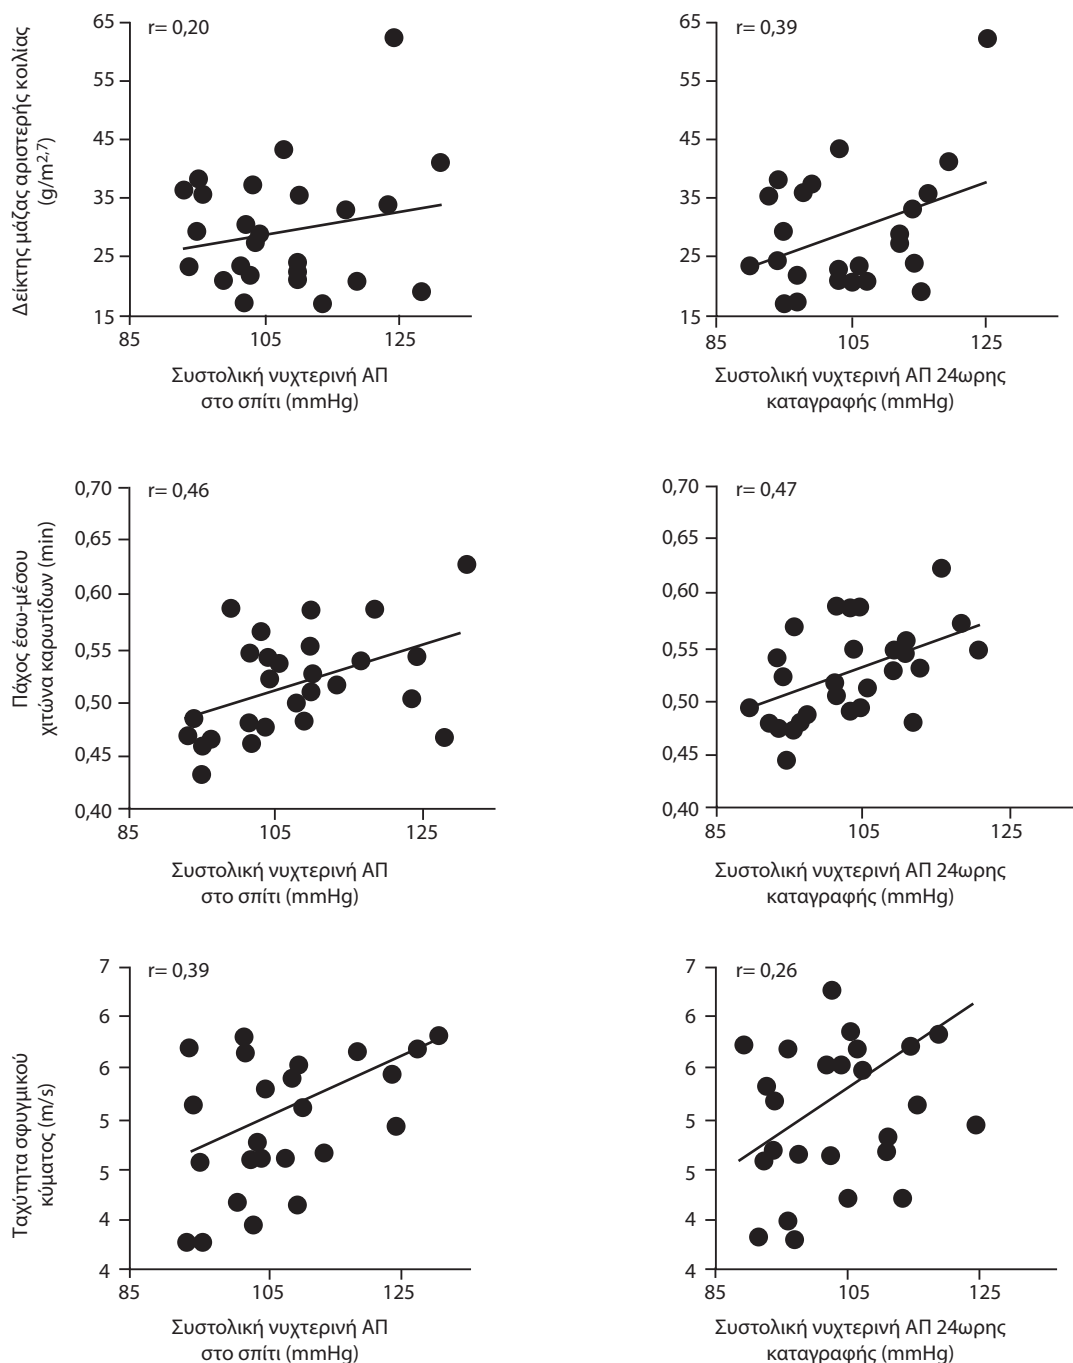 Δείκτης μάζας αριστερής κοιλίας
(g/m2,7)
r= 0,20
65
55
45
35
25
15
85
105
125
Συστολική νυχτερινή ΑΠ
στο σπίτι (mmHg)
r= 0,39
65
55
45
35
25
15
85
105
125
Συστολική νυχτερινή ΑΠ 24ωρης
καταγραφής (mmHg)
Πάχος έσω-μέσου
χιτώνα καρωτίδων (min)
r= 0,46
0,70
0,65
0,60
0,55
0,50
0,45
0,40
85
105
125
Συστολική νυχτερινή ΑΠ
στο σπίτι (mmHg)
r= 0,47
0,70
0,65
0,60
0,55
0,50
0,45
0,40
85
105
125
Συστολική νυχτερινή ΑΠ 24ωρης
καταγραφής (mmHg)
Ταχύτητα σφυγμικού
κύματος (m/s)
r= 0,39
7
6
6
5
5
4
4
85
105
125
Συστολική νυχτερινή ΑΠ
στο σπίτι (mmHg)
r= 0,26
7
6
6
5
5
4
4
85
105
125
Συστολική νυχτερινή ΑΠ 24ωρης
καταγραφής (mmHg)